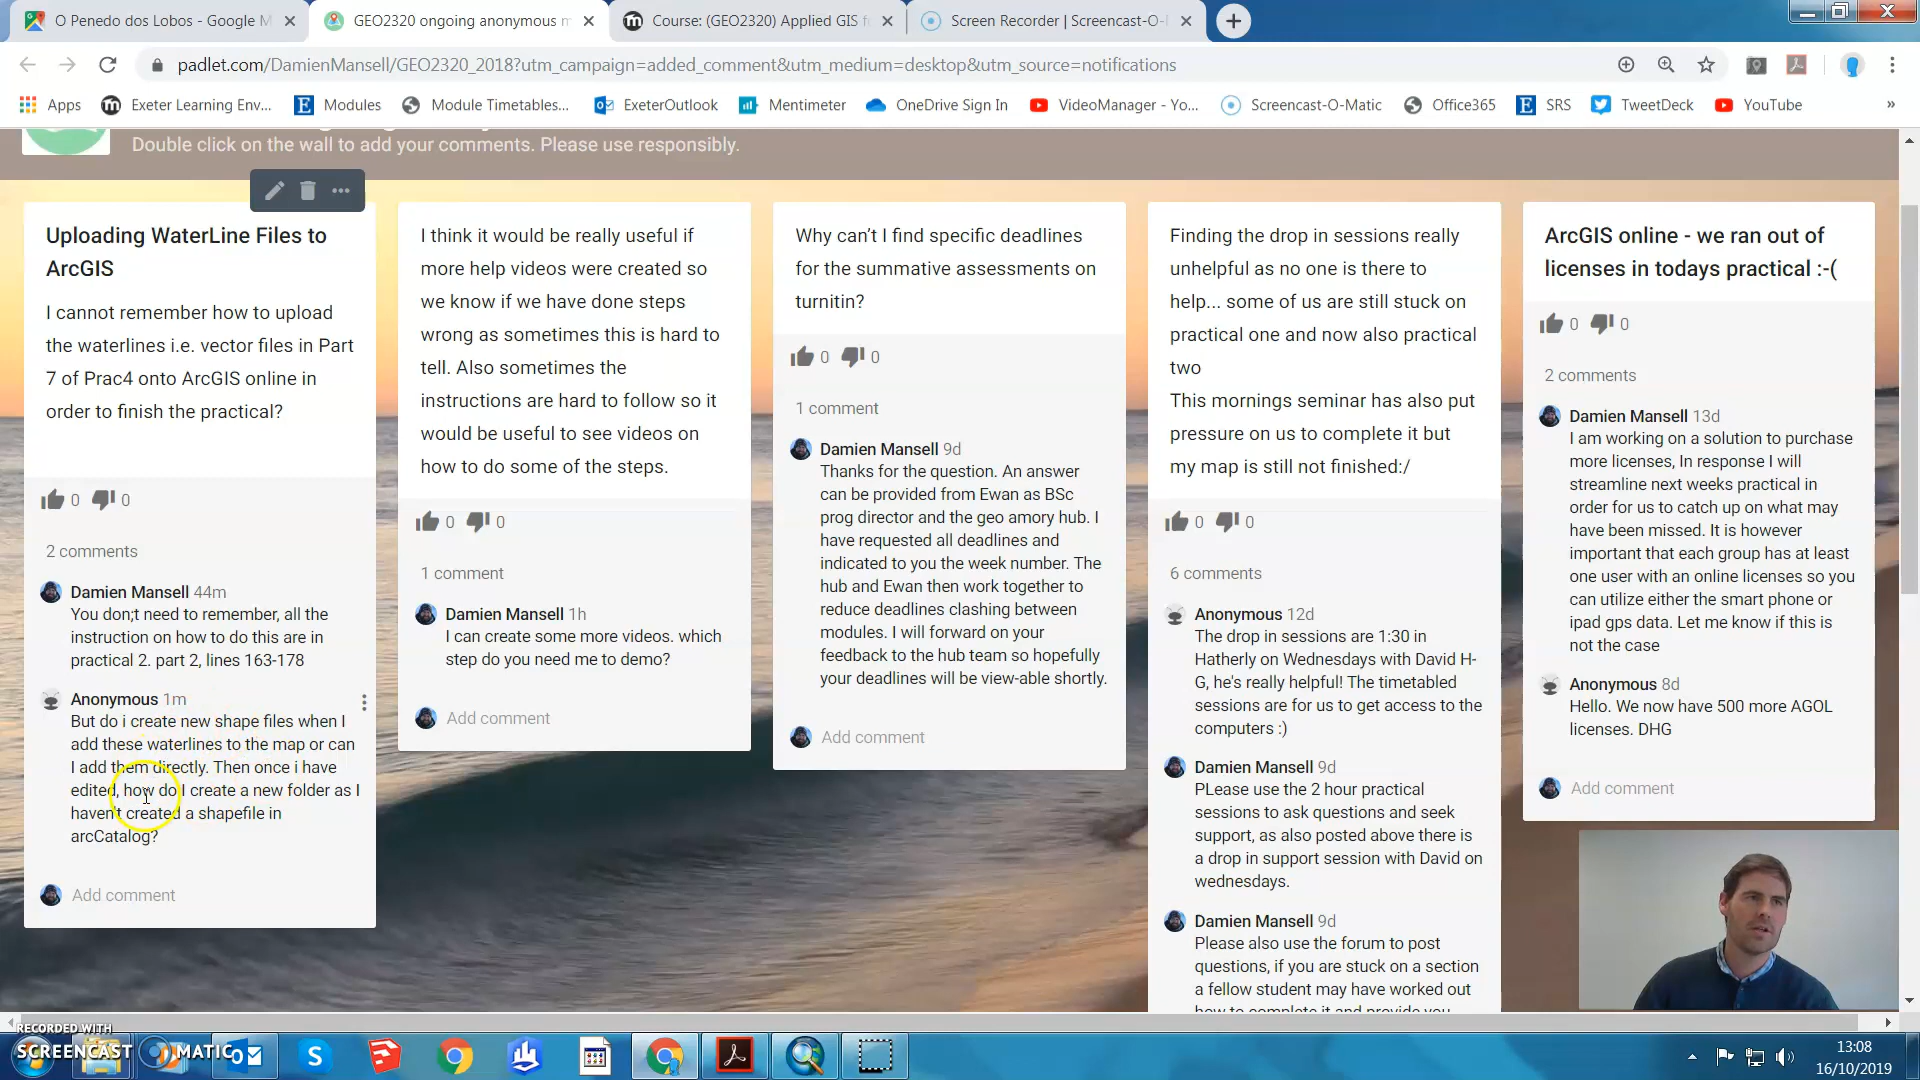 O Penedo dos Lobos - Google M
GEO2320 ongoing anonymous m
Course: (GEO2320) Applied GIS f
Screen Recorder | Screencast-O-
padlet.com/DamienMansell/GEO2320_2018?utm_campaign=added_comment&utm_medium=desktop&utm_source=notifications
Apps
Exeter Learning Env...
Modules
Module Timetables...
ExeterOutlook
Mentimeter
OneDrive Sign In
VideoManager - Yo...
Screencast-O-Matic
Office365
SRS
TweetDeck
YouTube
Double click on the wall to add your comments. Please use responsibly.
Uploading WaterLine Files to
ArcGIS
I cannot remember how to upload
the waterlines i.e. vector files in Part
7 of Prac4 onto ArcGIS online in
order to finish the practical?
0 0
2 comments
Damien Mansell 44m
You don;t need to remember, all the
instruction on how to do this are in
practical 2. part 2, lines 163-178
Anonymous 1m
But do i create new shape files when I
add these waterlines to the map or can
I add them directly. Then once i have
edited, how do I create a new folder as I
haven't created a shapefile in
arcCatalog?
Add comment
I think it would be really useful if
more help videos were created so
we know if we have done steps
wrong as sometimes this is hard to
tell. Also sometimes the
instructions are hard to follow so it
would be useful to see videos on
how to do some of the steps.
0 0
1 comment
Damien Mansell 1h
I can create some more videos. which
step do you need me to demo?
Add comment
Why can't I find specific deadlines
for the summative assessments on
turnitin?
0 0
1 comment
Damien Mansell 9d
Thanks for the question. An answer
can be provided from Ewan as BSc
prog director and the geo amory hub. I
have requested all deadlines and
indicated to you the week number. The
hub and Ewan then work together to
reduce deadlines clashing between
modules. I will forward on your
feedback to the hub team so hopefully
your deadlines will be view-able shortly.
Add comment
Finding the drop in sessions really
unhelpful as no one is there to
help... some of us are still stuck on
practical one and now also practical
two
This mornings seminar has also put
pressure on us to complete it but
my map is still not finished:/
0 0
6 comments
Anonymous 12d
The drop in sessions are 1:30 in
Hatherly on Wednesdays with David H-
G, he's really helpful! The timetabled
sessions are for us to get access to the
computers :)
Damien Mansell 9d
PLease use the 2 hour practical
sessions to ask questions and seek
support, as also posted above there is
a drop in support session with David on
wednesdays.
Damien Mansell 9d
Please also use the forum to post
questions, if you are stuck on a section
a fellow student may have worked out
how to complete it and provide you
ArcGIS online - we ran out of
licenses in todays practical :-(
0 0
2 comments
Damien Mansell 13d
I am working on a solution to purchase
more licenses, In response I will
streamline next weeks practical in
order for us to catch up on what may
have been missed. It is however
important that each group has at least
one user with an online licenses so you
can utilize either the smart phone or
ipad gps data. Let me know if this is
not the case
Anonymous 8d
Hello. We now have 500 more AGOL
licenses. DHG
Add comment
RECORDED WITH
SCREENCAST MATIC
13:08
16/10/2019